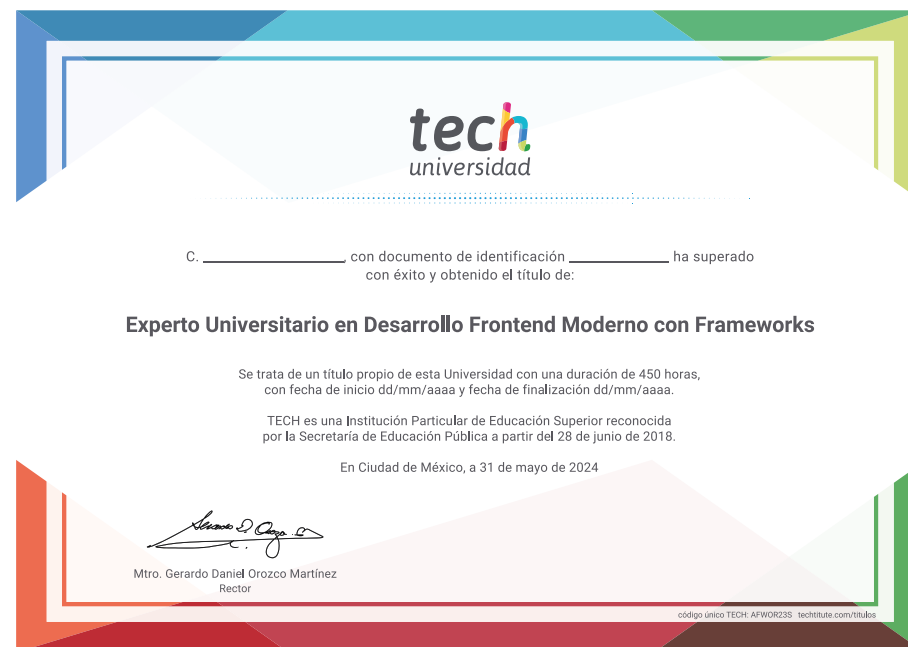 tech
universidad
C. ____________, con documento de identificación ____________ ha superado
con éxito y obtenido el título de:
Experto Universitario en Desarrollo Frontend Moderno con Frameworks
Se trata de un título propio de esta Universidad con una duración de 450 horas,
con fecha de inicio dd/mm/aaaa y fecha de finalización dd/mm/aaaa.
TECH es una Institución Particular de Educación Superior reconocida
por la Secretaría de Educación Pública a partir del 28 de junio de 2018.
En Ciudad de México, a 31 de mayo de 2024
Mtro. Gerardo Daniel Orozco Martínez
Rector
código único TECH: AFWOR23S techtitute.com/titulos